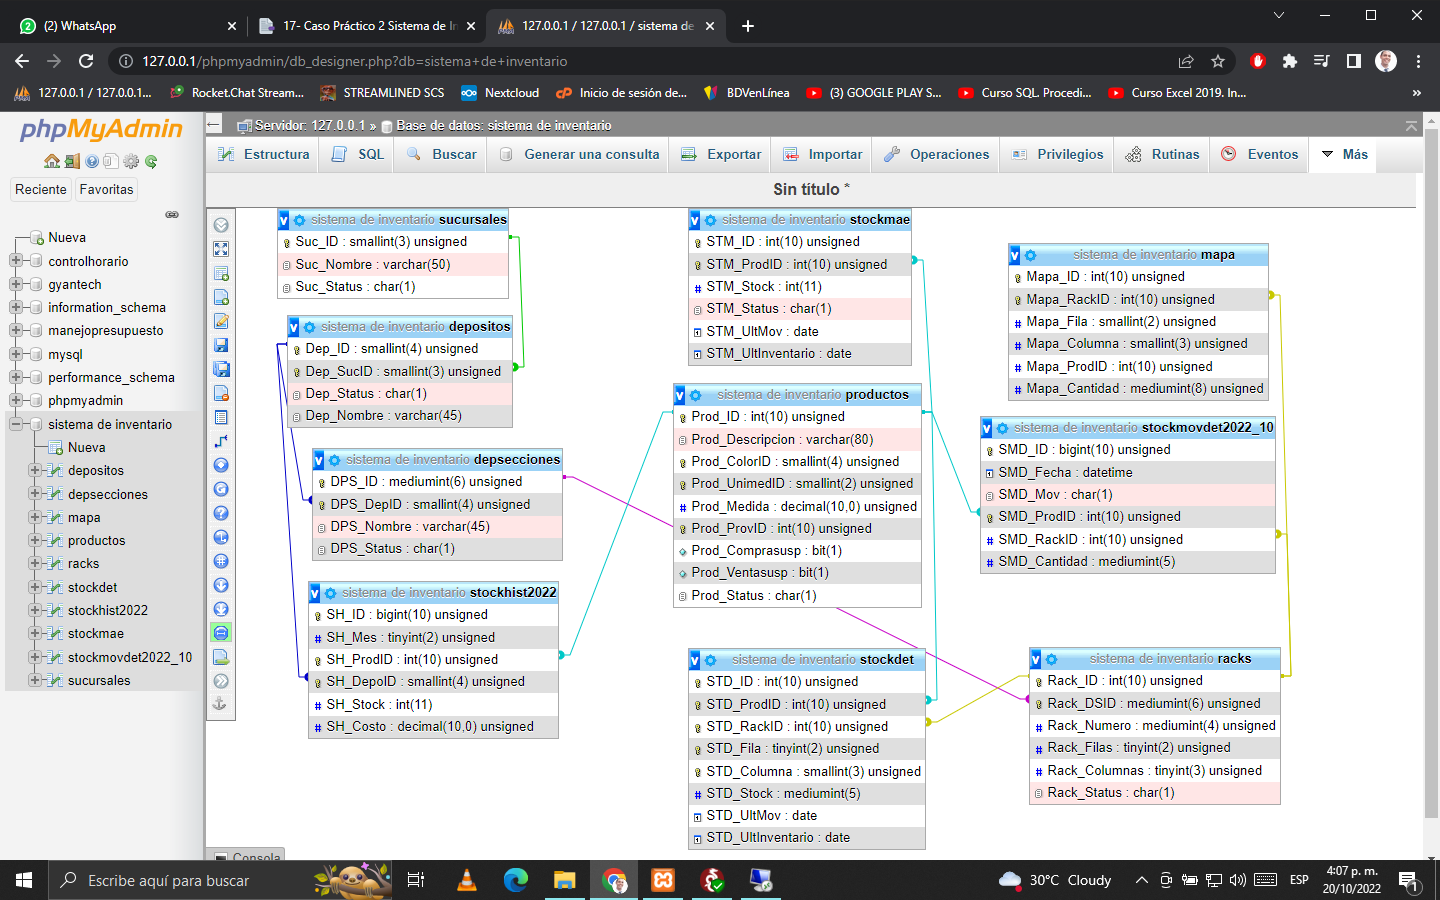 (2) WhatsApp
17- Caso Práctico 2 Sistema de In
127.0.0.1 / 127.0.0.1 / sistema de
127.0.0.1/phpmyadmin/db_designer.php?db=sistema+de+inventario
127.0.0.1 / 127.0.0.1...
Rocket.Chat Stream...
STREAMLINED SCS
Nextcloud
Inicio de sesión de...
BDVenLínea
(3) GOOGLE PLAY S...
Curso SQL. Procedi...
Curso Excel 2019. In...
»
phpMyAdmin
Reciente
Favoritas
Nueva
controlhorario
gyantech
information_schema
manejopresupuesto
mysql
performance_schema
phpmyadmin
sistema de inventario
Nueva
depositos
depsecciones
mapa
productos
racks
stockdet
stockhist2022
stockmae
stockmovdet2022_10
sucursales
Servidor: 127.0.0.1 » Base de datos: sistema de inventario
Estructura
SQL
Buscar
Generar una consulta
Exportar
Importar
Operaciones
Privilegios
Rutinas
Eventos
Más
Sin título *
sistema de inventario sucursales
Suc_ID : smallint(3) unsigned
Suc_Nombre : varchar(50)
Suc_Status : char(1)
sistema de inventario depositos
Dep_ID : smallint(4) unsigned
Dep_SucID : smallint(3) unsigned
Dep_Status : char(1)
Dep_Nombre : varchar(45)
sistema de inventario depsecciones
DPS_ID : mediumint(6) unsigned
DPS_DepID : smallint(4) unsigned
DPS_Nombre : varchar(45)
DPS_Status : char(1)
sistema de inventario stockhist2022
SH_ID : bigint(10) unsigned
SH_Mes : tinyint(2) unsigned
SH_ProdID : int(10) unsigned
SH_DepoID : smallint(4) unsigned
SH_Stock : int(11)
SH_Costo : decimal(10,0) unsigned
sistema de inventario stockmae
STM_ID : int(10) unsigned
STM_ProdID : int(10) unsigned
STM_Stock : int(11)
STM_Status : char(1)
STM_UltMov : date
STM_UltInventario : date
sistema de inventario productos
Prod_ID : int(10) unsigned
Prod_Descripcion : varchar(80)
Prod_ColorID : smallint(4) unsigned
Prod_UnimedID : smallint(2) unsigned
Prod_Medida : decimal(10,0) unsigned
Prod_ProvID : int(10) unsigned
Prod_Comprasusp : bit(1)
Prod_Ventasusp : bit(1)
Prod_Status : char(1)
sistema de inventario stockdet
STD_ID : int(10) unsigned
STD_ProdID : int(10) unsigned
STD_RackID : int(10) unsigned
STD_Fila : tinyint(2) unsigned
STD_Columna : smallint(3) unsigned
STD_Stock : mediumint(5)
STD_UltMov : date
STD_UltInventario : date
sistema de inventario mapa
Mapa_ID : int(10) unsigned
Mapa_RackID : int(10) unsigned
Mapa_Fila : smallint(2) unsigned
Mapa_Columna : smallint(3) unsigned
Mapa_ProdID : int(10) unsigned
Mapa_Cantidad : mediumint(8) unsigned
sistema de inventario stockmovdet2022_10
SMD_ID : bigint(10) unsigned
SMD_Fecha : datetime
SMD_Mov : char(1)
SMD_ProdID : int(10) unsigned
SMD_RackID : int(10) unsigned
SMD_Cantidad : mediumint(5)
sistema de inventario racks
Rack_ID : int(10) unsigned
Rack_DSID : mediumint(6) unsigned
Rack_Numero : mediumint(4) unsigned
Rack_Filas : tinyint(2) unsigned
Rack_Columnas : tinyint(3) unsigned
Rack_Status : char(1)
Consola
Escribe aquí para buscar
30°C Cloudy
ESP
4:07 p. m.
20/10/2022
1